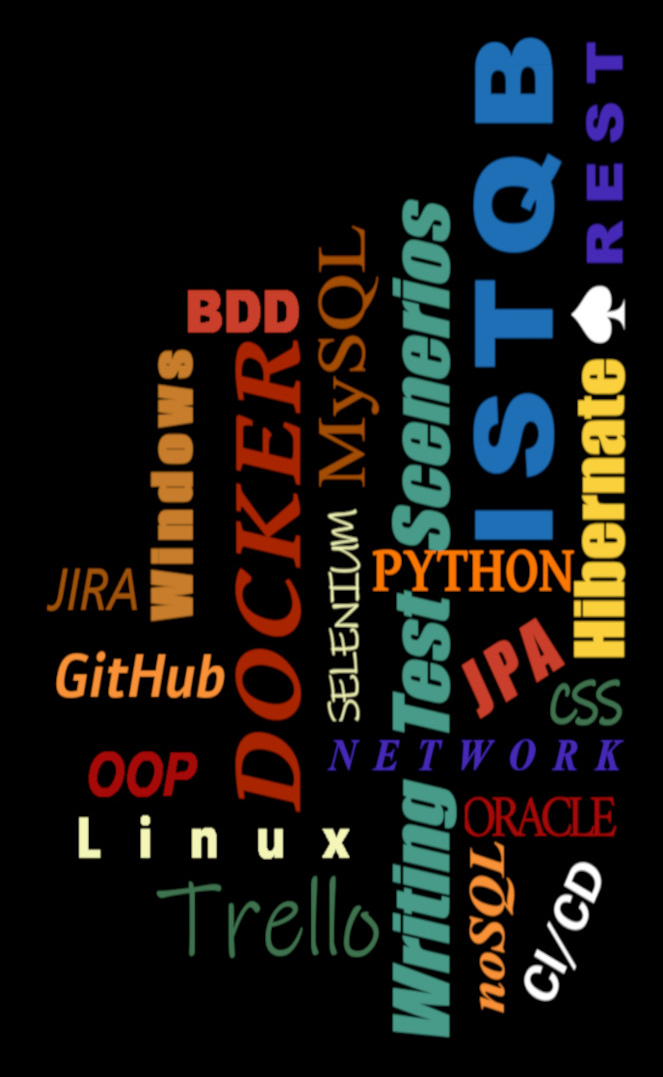 ISTQB
REST
BDD
MySQL
Writing Test Scenerios
DOCKER
Windows
Hibernate
SELENIUM
PYTHON
JIRA
JPA
GitHub
CSS
NETWORK
OOP
ORACLE
Linux
noSQL
CI/CD
Trello